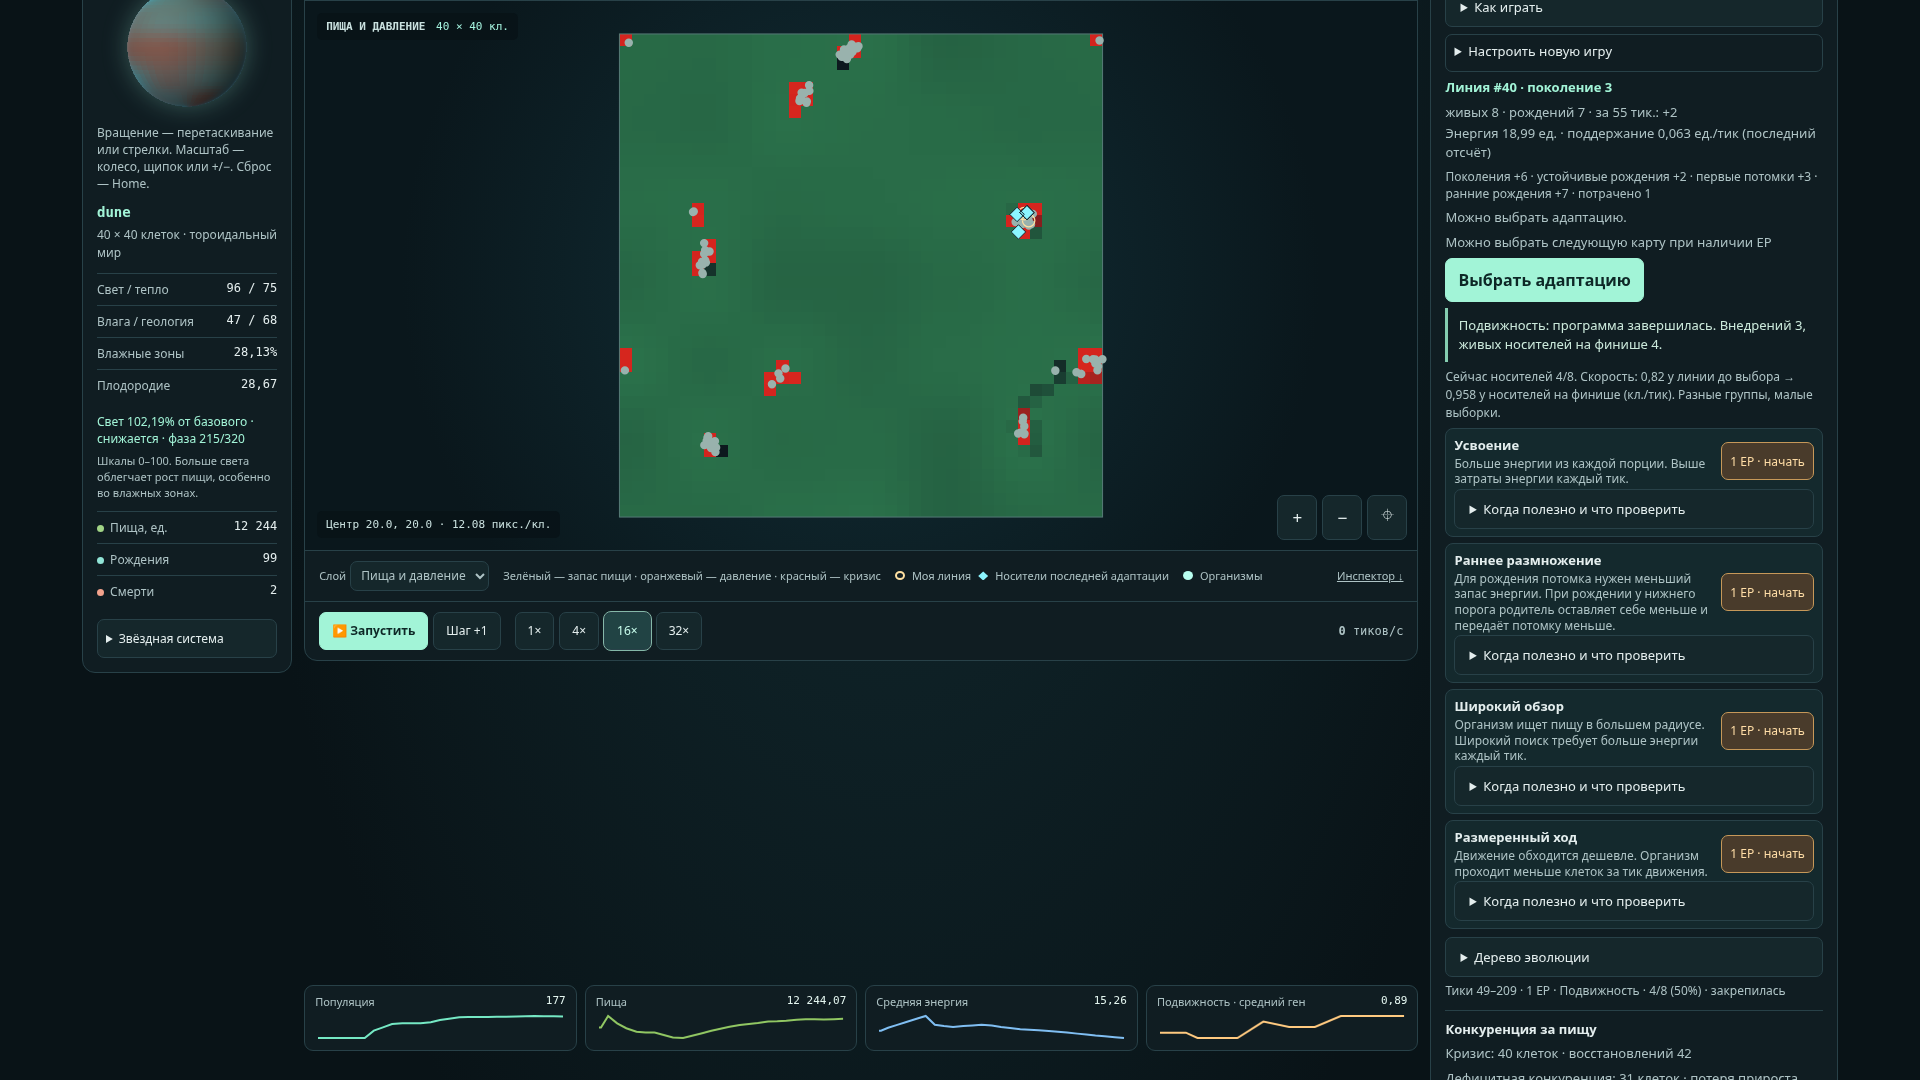 Вращение — перетаскивание
или стрелки. Масштаб —
колесо, щипок или +/−. Сброс
— Home.
dune
40 × 40 клеток · тороидальный
мир
Свет / тепло 96 / 75
Влага / геология 47 / 68
Влажные зоны 28,13%
Плодородие 28,67
Свет 102,19% от базового ·
снижается · фаза 215/320
Шкалы 0–100. Больше света
облегчает рост пищи, особенно
во влажных зонах.
Пища, ед. 12 244
Рождения 99
Смерти 2
▶ Звёздная система
ПИЩА И ДАВЛЕНИЕ 40 × 40 кл.
Центр 20.0, 20.0 · 12.08 пикс./кл.
+ −
Слой Пища и давление Зелёный — запас пищи · оранжевый — давление · красный — кризис Моя линия Носители последней адаптации Организмы Инспектор ↓
▶ Запустить Шаг +1 1× 4× 16× 32× 0 тиков/с
Популяция 177
Пища 12 244,07
Средняя энергия 15,26
Подвижность · средний ген 0,89
▶ Как играть
▶ Настроить новую игру
Линия #40 · поколение 3
живых 8 · рождений 7 · за 55 тик.: +2
Энергия 18,99 ед. · поддержание 0,063 ед./тик (последний
отсчёт)
Поколения +6 · устойчивые рождения +2 · первые потомки +3 ·
ранние рождения +7 · потрачено 1
Можно выбрать адаптацию.
Можно выбрать следующую карту при наличии EP
Выбрать адаптацию
Подвижность: программа завершилась. Внедрений 3,
живых носителей на финише 4.
Сейчас носителей 4/8. Скорость: 0,82 у линии до выбора →
0,958 у носителей на финише (кл./тик). Разные группы, малые
выборки.
Усвоение
Больше энергии из каждой порции. Выше
затраты энергии каждый тик.
1 EP · начать
▶ Когда полезно и что проверить
Раннее размножение
Для рождения потомка нужен меньший
запас энергии. При рождении у нижнего
порога родитель оставляет себе меньше и
передаёт потомку меньше.
1 EP · начать
▶ Когда полезно и что проверить
Широкий обзор
Организм ищет пищу в большем радиусе.
Широкий поиск требует больше энергии
каждый тик.
1 EP · начать
▶ Когда полезно и что проверить
Размеренный ход
Движение обходится дешевле. Организм
проходит меньше клеток за тик движения.
1 EP · начать
▶ Когда полезно и что проверить
▶ Дерево эволюции
Тики 49–209 · 1 EP · Подвижность · 4/8 (50%) · закрепилась
Конкуренция за пищу
Кризис: 40 клеток · восстановлений 42
Дефицитная конкуренция: 31 клеток · потеря прироста